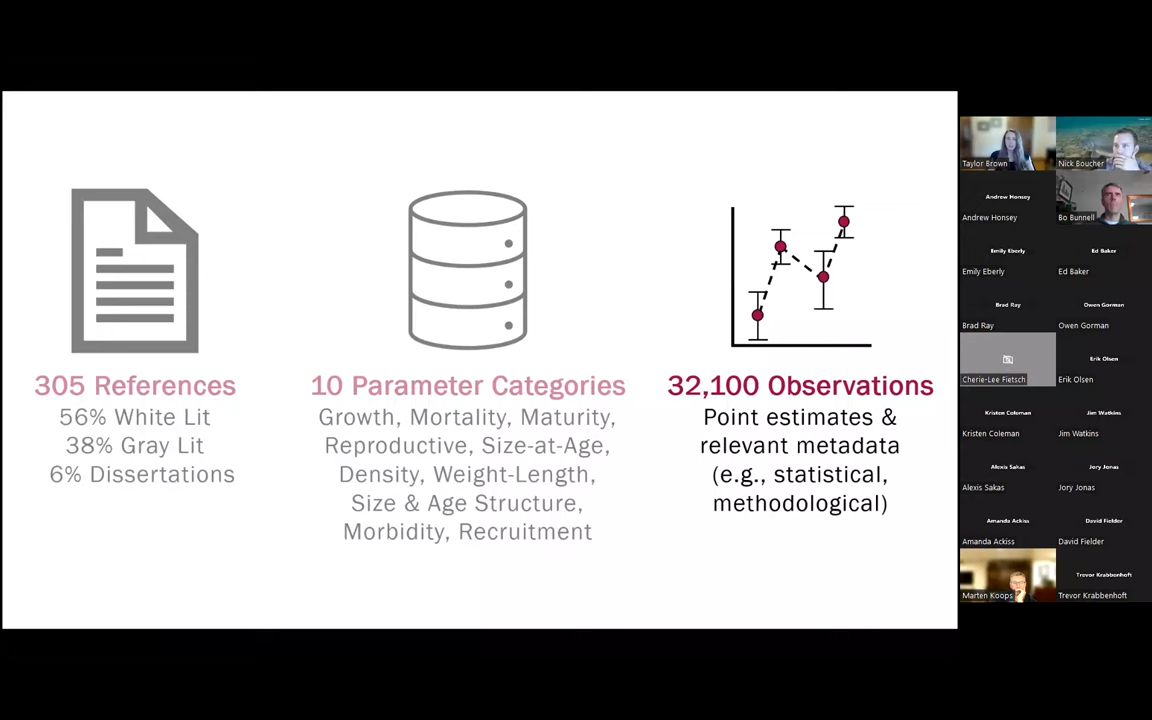 305 References
56% White Lit
38% Gray Lit
6% Dissertations
10 Parameter Categories
Growth, Mortality, Maturity,
Reproductive, Size-at-Age,
Density, Weight-Length,
Size & Age Structure,
Morbidity, Recruitment
32,100 Observations
Point estimates &
relevant metadata
(e.g., statistical,
methodological)
Taylor Brown
Nick Boucher
Andrew Honsey
Andrew Honsey
Bo Bunnell
Emily Eberly
Emily Eberly
Ed Baker
Ed Baker
Brad Ray
Brad Ray
Owen Gorman
Owen Gorman
Cherie-Lee Fietsch
Erik Olsen
Erik Olsen
Kristen Coleman
Kristen Coleman
Jim Watkins
Jim Watkins
Alexis Sakas
Alexis Sakas
Jory Jonas
Jory Jonas
Amanda Ackiss
Amanda Ackiss
David Fielder
David Fielder
Marten Koops
Trevor Krabbenhoft
Trevor Krabbenhoft